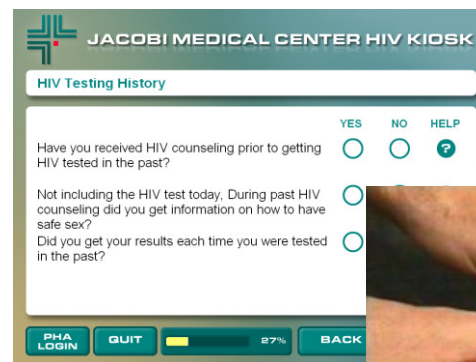 JACOBI MEDICAL CENTER HIV KIOSK
HIV Testing History
YES NO HELP
Have you received HIV counseling prior to getting
HIV tested in the past?
?
Not including the HIV test today, During past HIV
counseling did you get information on how to have
safe sex?
Did you get your results each time you were tested
in the past?
PHA
LOGIN
QUIT
27%
BACK